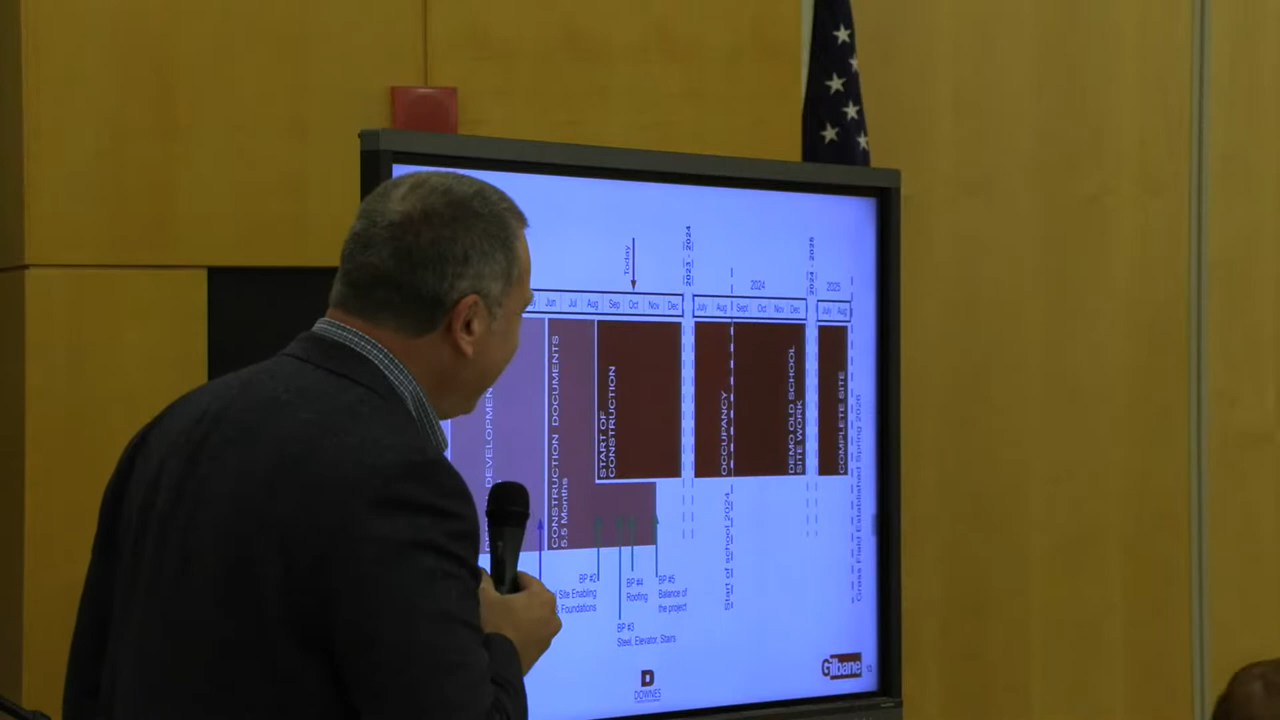 Today
2023 - 2024
2024
2024 - 2025
2025
Jun Jul Aug Sep Oct Nov Dec
July Aug Sept Oct Nov Dec
July Aug
DEVELOPMENT
CONSTRUCTION DOCUMENTS
5.5 Months
START OF
CONSTRUCTION
OCCUPANCY
DEMO OLD SCHOOL
SITE WORK
COMPLETE SITE
Start of school 2024
Grass Field Established Spring 2026
BP #2
Site Enabling
& Foundations
BP #3
Steel, Elevator, Stairs
BP #4
Roofing
BP #5
Balance of
the project
D
DOWNES
Gilbane